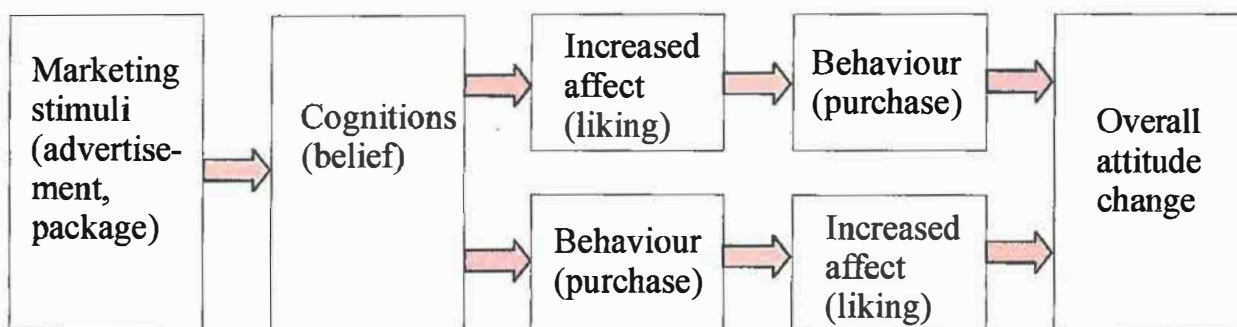 Marketing
stimuli
(advertise-
ment,
package)
Cognitions
(belief)
Increased
affect
(liking)
Behaviour
(purchase)
Behaviour
(purchase)
Increased
affect
(liking)
Overall
attitude
change